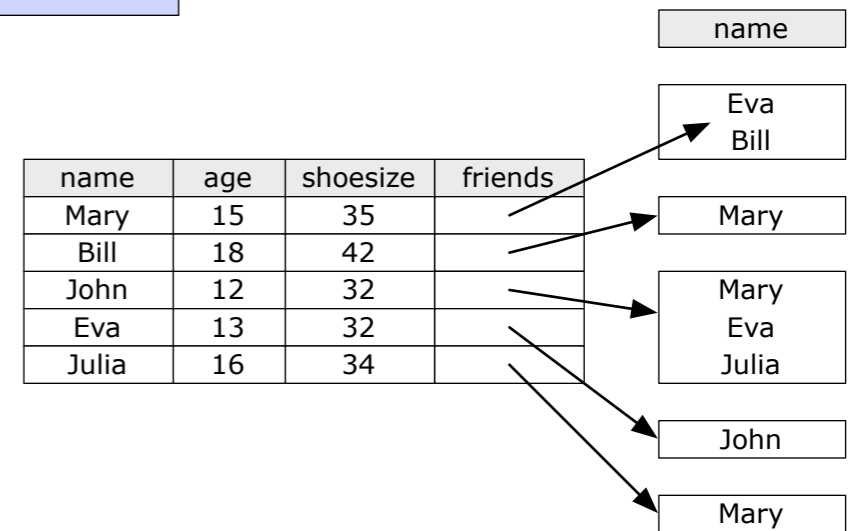 name
Eva
Bill
name age shoesize friends
Mary 15 35
Mary
Bill 18 42
John 12 32
Mary
Eva 13 32
Eva
Julia 16 34
Julia
John
Mary